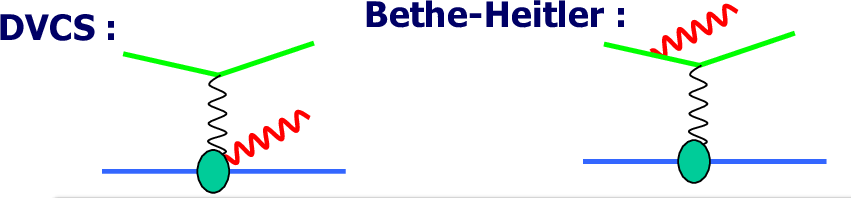 DVCS :
Bethe-Heitler :